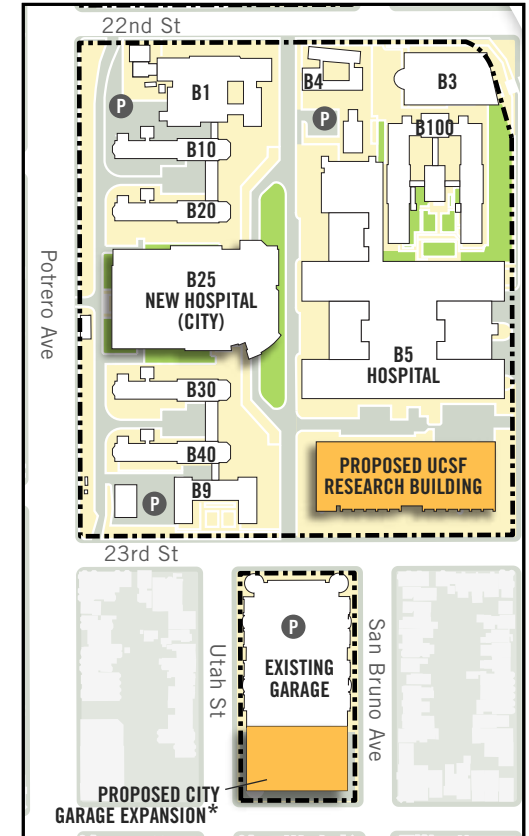 22nd St
B1
B4
B3
P
P
B100
B10
B20
Potrero Ave
B25
NEW HOSPITAL
(CITY)
B5
HOSPITAL
B30
B40
PROPOSED UCSF
RESEARCH BUILDING
B9
P
23rd St
P
Utah St
San Bruno Ave
EXISTING
GARAGE
PROPOSED CITY
GARAGE EXPANSION*